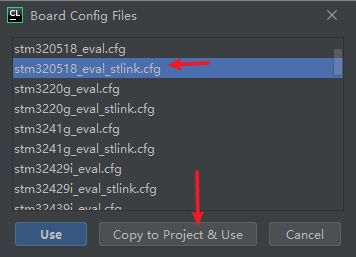 CL
Board Config Files
stm320518_eval.cfg
stm320518_eval_stlink.cfg
stm3220g_eval.cfg
stm3220g_eval_stlink.cfg
stm3241g_eval.cfg
stm3241g_eval_stlink.cfg
stm32429i_eval.cfg
stm32429i_eval_stlink.cfg
stm32439i_eval.cfg
Use
Copy to Project & Use
Cancel